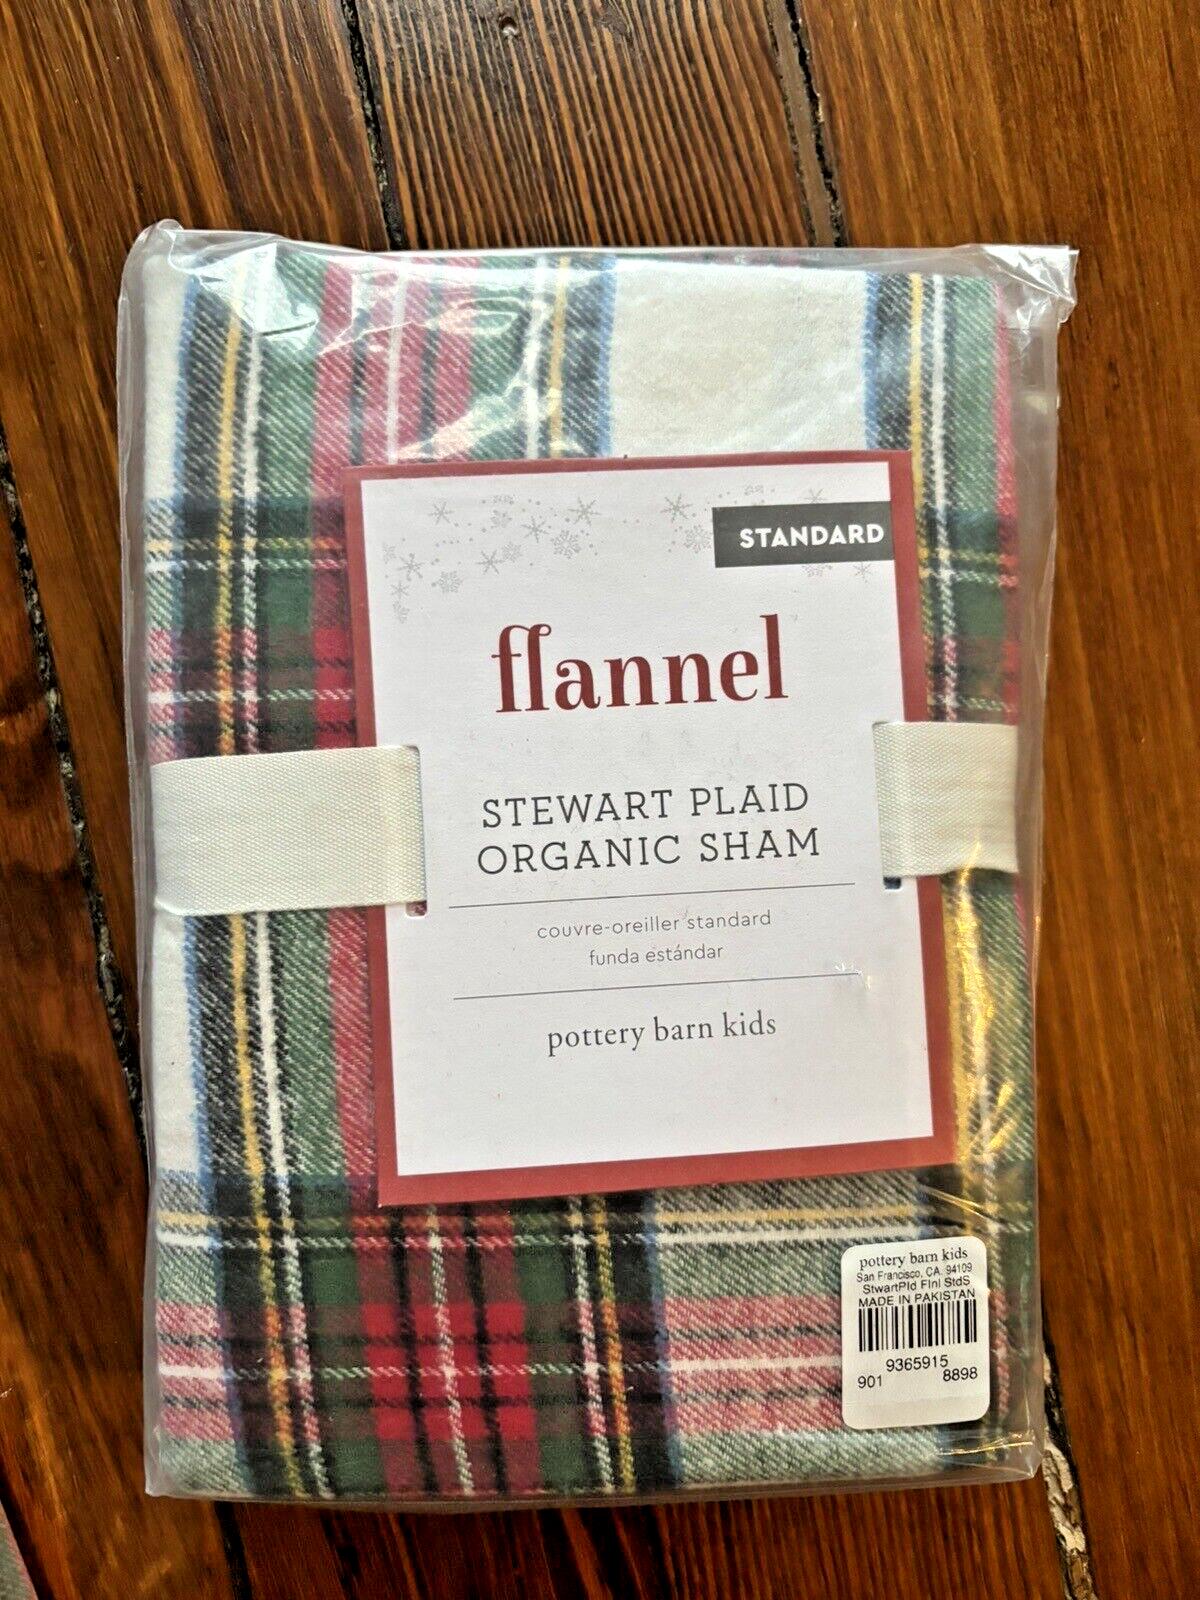 STANDARD
flannel
STEWART PLAID
ORGANIC SHAM
couvre-oreiller standard
funda estándar
pottery barn kids
pottery barn kids
San Francisco, CA. 94109
StwartPld Flnl StdS
MADE IN PAKISTAN
9365915
901 8898